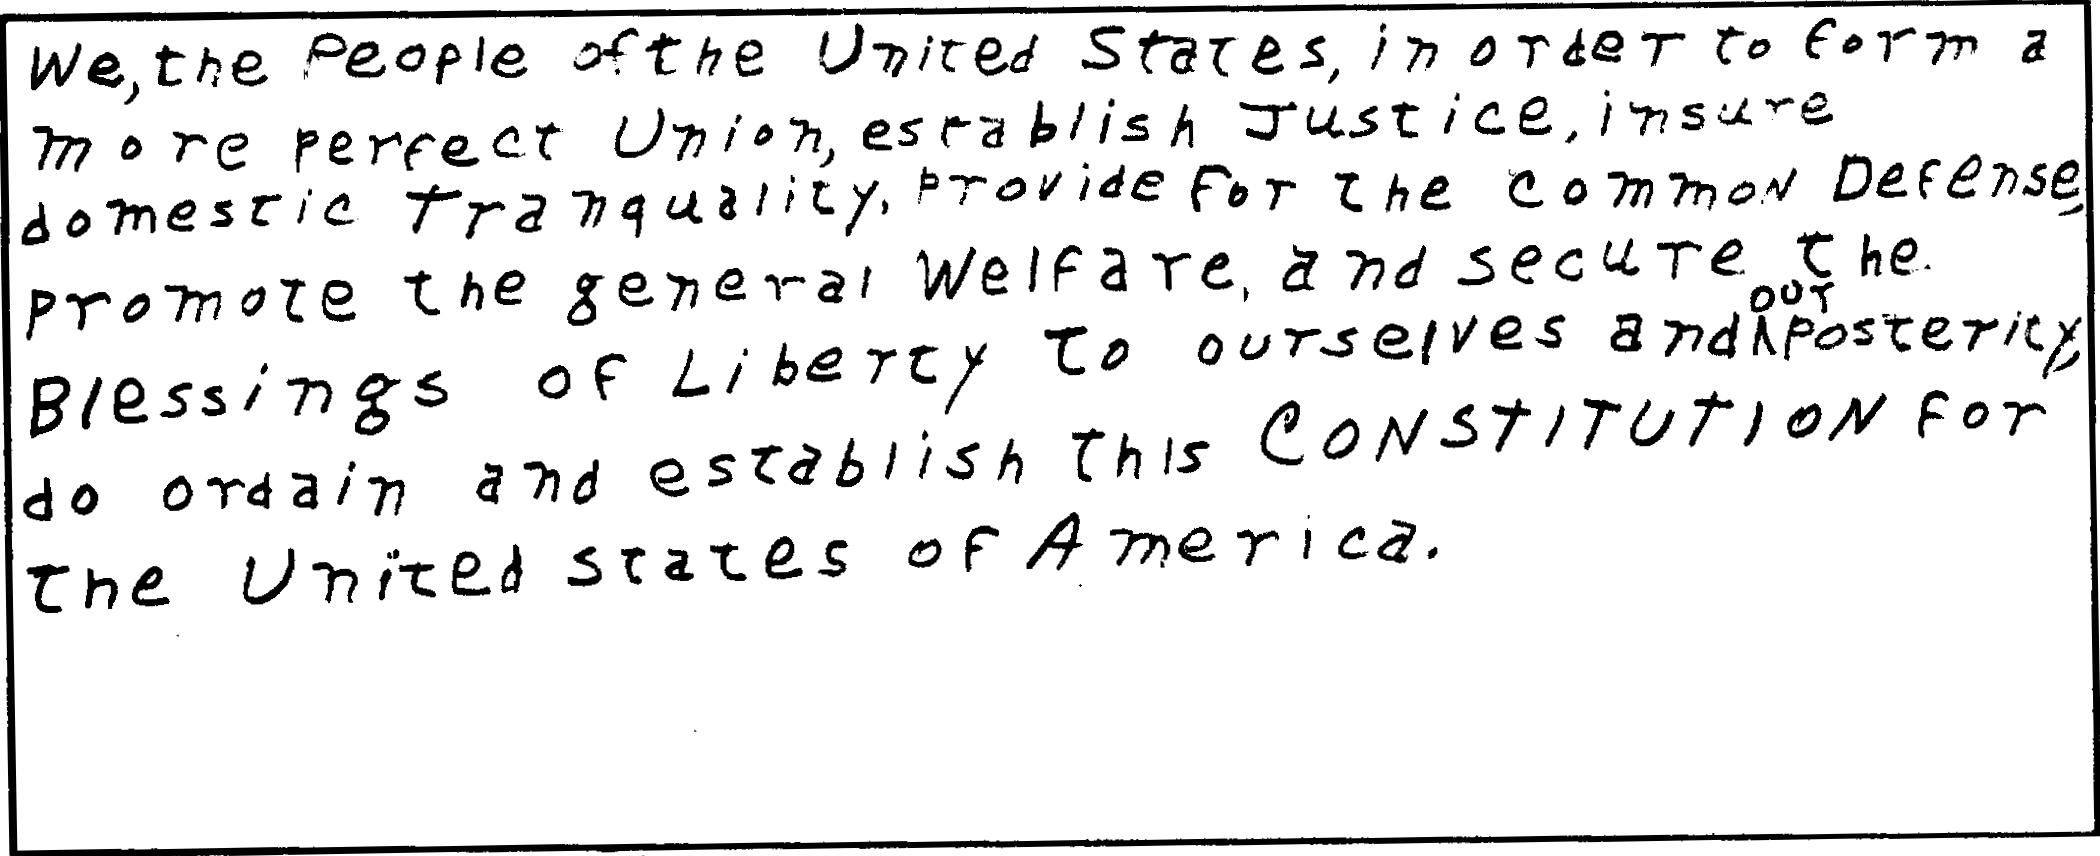 We, the People of the United States, in order to form a
more perfect Union, establish Justice, insure
domestic Tranquality, provide for the common Defense,
promote the general Welfare, and secure the
Blessings of Liberty to ourselves and our posterity,
do ordain and establish this CONSTITUTION for
the United States of America.